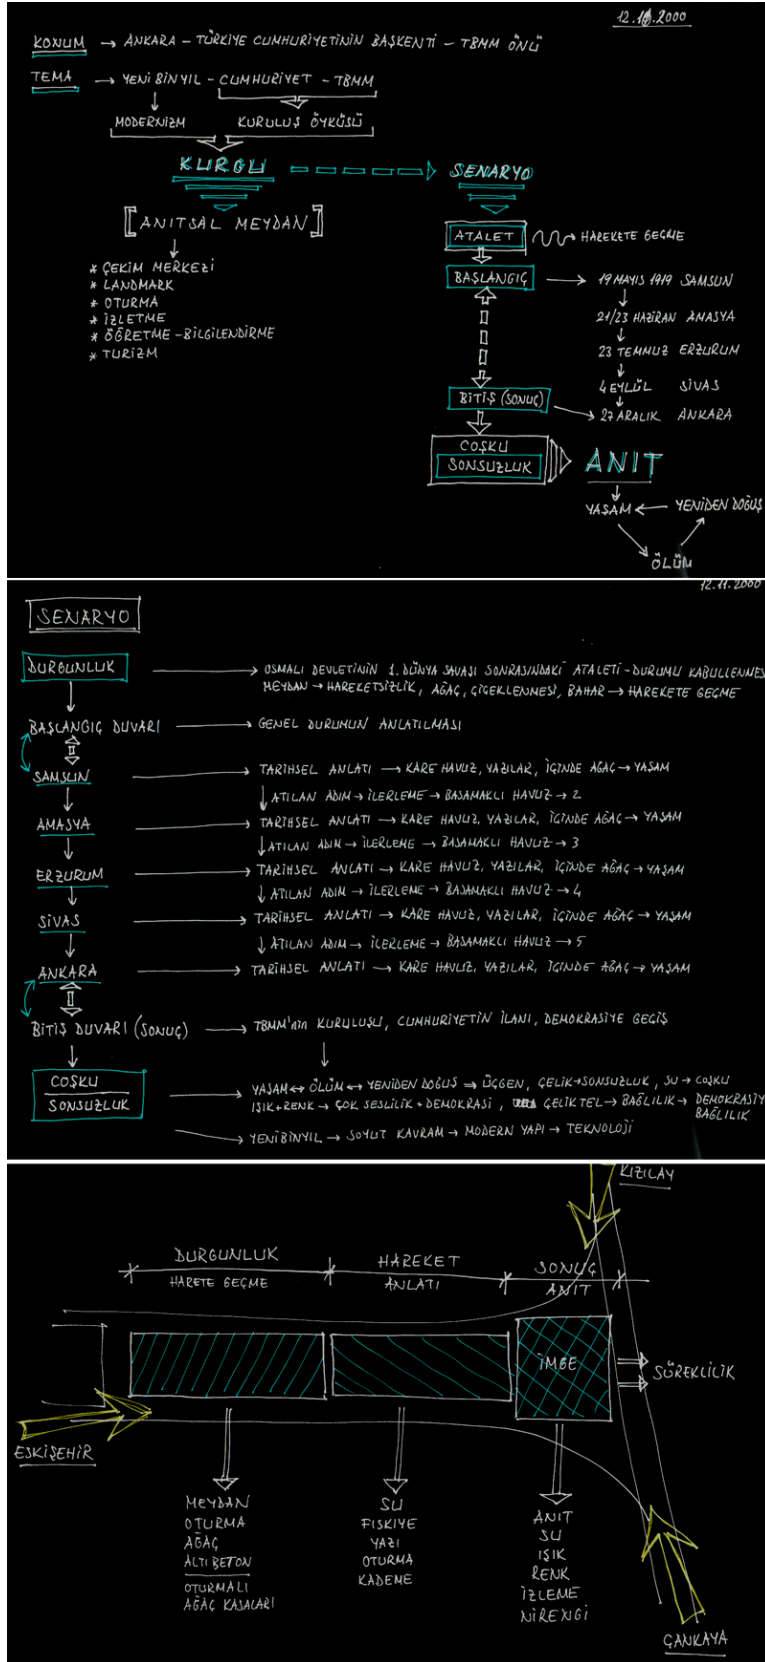 12.11.2000
KONUM → ANKARA – TÜRKİYE CUMHURİYETİNİN BAŞKENTİ – TBMM ÖNÜ
TEMA → YENİ BİNYIL – CUMHURİYET – TBMM
MODERNİZM KURULUŞ ÖYKÜSÜ
KURGU SENARYO
[ANITSAL MEYDAN]
* ÇEKİM MERKEZİ
* LANDMARK
* OTURMA
* İZLETME
* ÖĞRETME – BİLGİLENDİRME
* TURİZM
ATALET → HAREKETE GEÇME
BAŞLANGIÇ → 19 MAYIS 1919 SAMSUN
21/23 HAZİRAN AMASYA
23 TEMMUZ ERZURUM
4 EYLÜL SİVAS
BİTİŞ (SONUÇ) → 27 ARALIK ANKARA
COŞKU
SONSUZLUK
ANIT
YAŞAM ← YENİDEN DOĞUŞ
ÖLÜM
12.11.2000
SENARYO
DURGUNLUK → OSMALI DEVLETİNİN 1. DÜNYA SAVAŞI SONRASINDAKİ ATALETİ – DURUMU KABULLENMES
MEYDAN → HAREKETSİZLİK, AĞAÇ, ÇİÇEKLENMESİ, BAHAR → HAREKETE GEÇME
BAŞLANGIÇ DUVARI → GENEL DURUMUN ANLATILMASI
SAMSUN → TARİHSEL ANLATI → KARE HAVUZ, YAZILAR, İÇİNDE AĞAÇ → YAŞAM
↓ ATILAN ADIM → İLERLEME → BASAMAKLI HAVUZ → 2
AMASYA → TARİHSEL ANLATI → KARE HAVUZ, YAZILAR, İÇİNDE AĞAÇ → YAŞAM
↓ ATILAN ADIM → İLERLEME → BASAMAKLI HAVUZ → 3
ERZURUM → TARİHSEL ANLATI → KARE HAVUZ, YAZILAR, İÇİNDE AĞAÇ → YAŞAM
↓ ATILAN ADIM → İLERLEME → BASAMAKLI HAVUZ → 4
SİVAS → TARİHSEL ANLATI → KARE HAVUZ, YAZILAR, İÇİNDE AĞAÇ → YAŞAM
↓ ATILAN ADIM → İLERLEME → BASAMAKLI HAVUZ → 5
ANKARA → TARİHSEL ANLATI → KARE HAVUZ, YAZILAR, İÇİNDE AĞAÇ → YAŞAM
BİTİŞ DUVARI (SONUÇ) → TBMM'nin KURULUŞU, CUMHURİYETİN İLANI, DEMOKRASİYE GEÇİŞ
COŞKU
SONSUZLUK
YAŞAM ↔ ÖLÜM ↔ YENİDEN DOĞUŞ ⇒ ÜÇGEN, ÇELİK → SONSUZLUK, SU → COŞKU
IŞIK + RENK → ÇOK SESLİLİK + DEMOKRASİ, ÇELİK TEL → BAĞLILIK → DEMOKRASİY
BAĞLILIK
YENİBİNYIL → SOYUT KAVRAM → MODERN YAPI → TEKNOLOJİ
KIZILAY
DURGUNLUK HAREKET SONUÇ
HARETE GEÇME ANLATI ANIT
İMGE
SÜREKLİLİK
ESKİŞEHİR
MEYDAN
OTURMA
AĞAÇ
ALTI BETON
OTURMALI
AĞAÇ KASALARI
SU
FISKİYE
YAZI
OTURMA
KADEME
ANIT
SU
IŞIK
RENK
İZLEME
NİRENGİ
ÇANKAYA